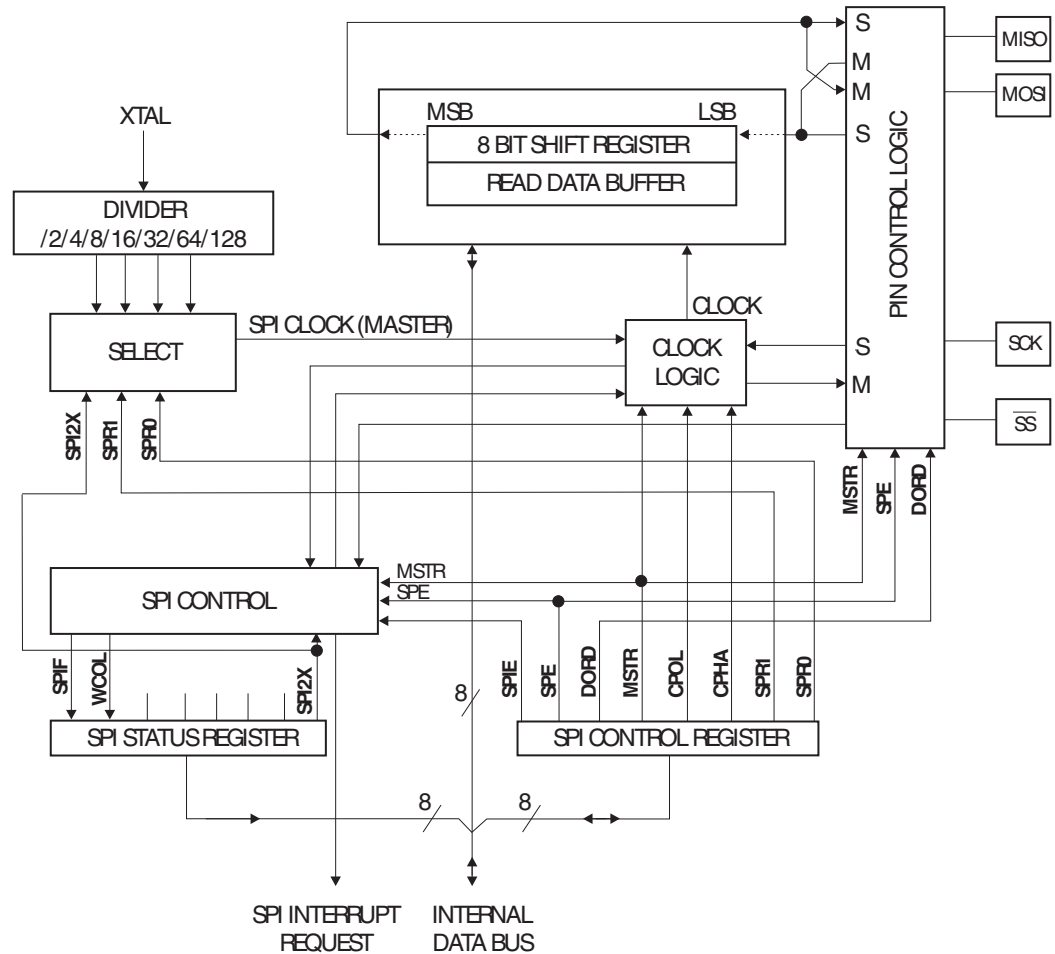 S
MISO
M
M
MOSI
XTAL
MSB
LSB
S
8 BIT SHIFT REGISTER
READ DATA BUFFER
DIVIDER
/2/4/8/16/32/64/128
PIN CONTROL LOGIC
CLOCK
SPI CLOCK (MASTER)
SELECT
CLOCK
LOGIC
S
SCK
M
SPI2X
SPR1
SPR0
SS
MSTR
SPE
DORD
MSTR
SPE
SPI CONTROL
SPIF
WCOL
SPI2X
8
SPIE
SPE
DORD
MSTR
CPOL
CPHA
SPR1
SPR0
SPI STATUS REGISTER
SPI CONTROL REGISTER
8
8
SPI INTERRUPT
REQUEST
INTERNAL
DATA BUS